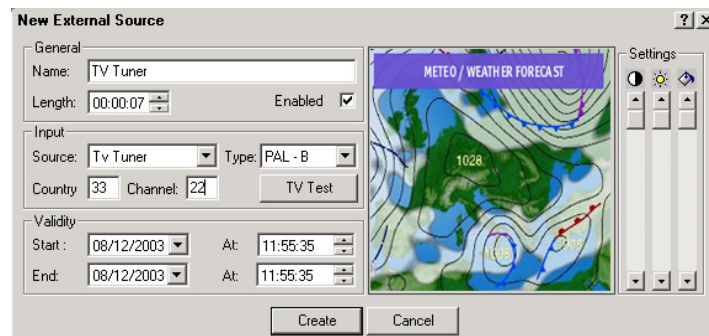 New External Source
General
Name: TV Tuner
Length: 00:00:07 Enabled
Input
Source: Tv Tuner Type: PAL - B
Country 33 Channel: 22
TV Test
Validity
Start : 08/12/2003 At: 11:55:35
End: 08/12/2003 At: 11:55:35
METEO / WEATHER FORECAST
1028
Settings
Create Cancel